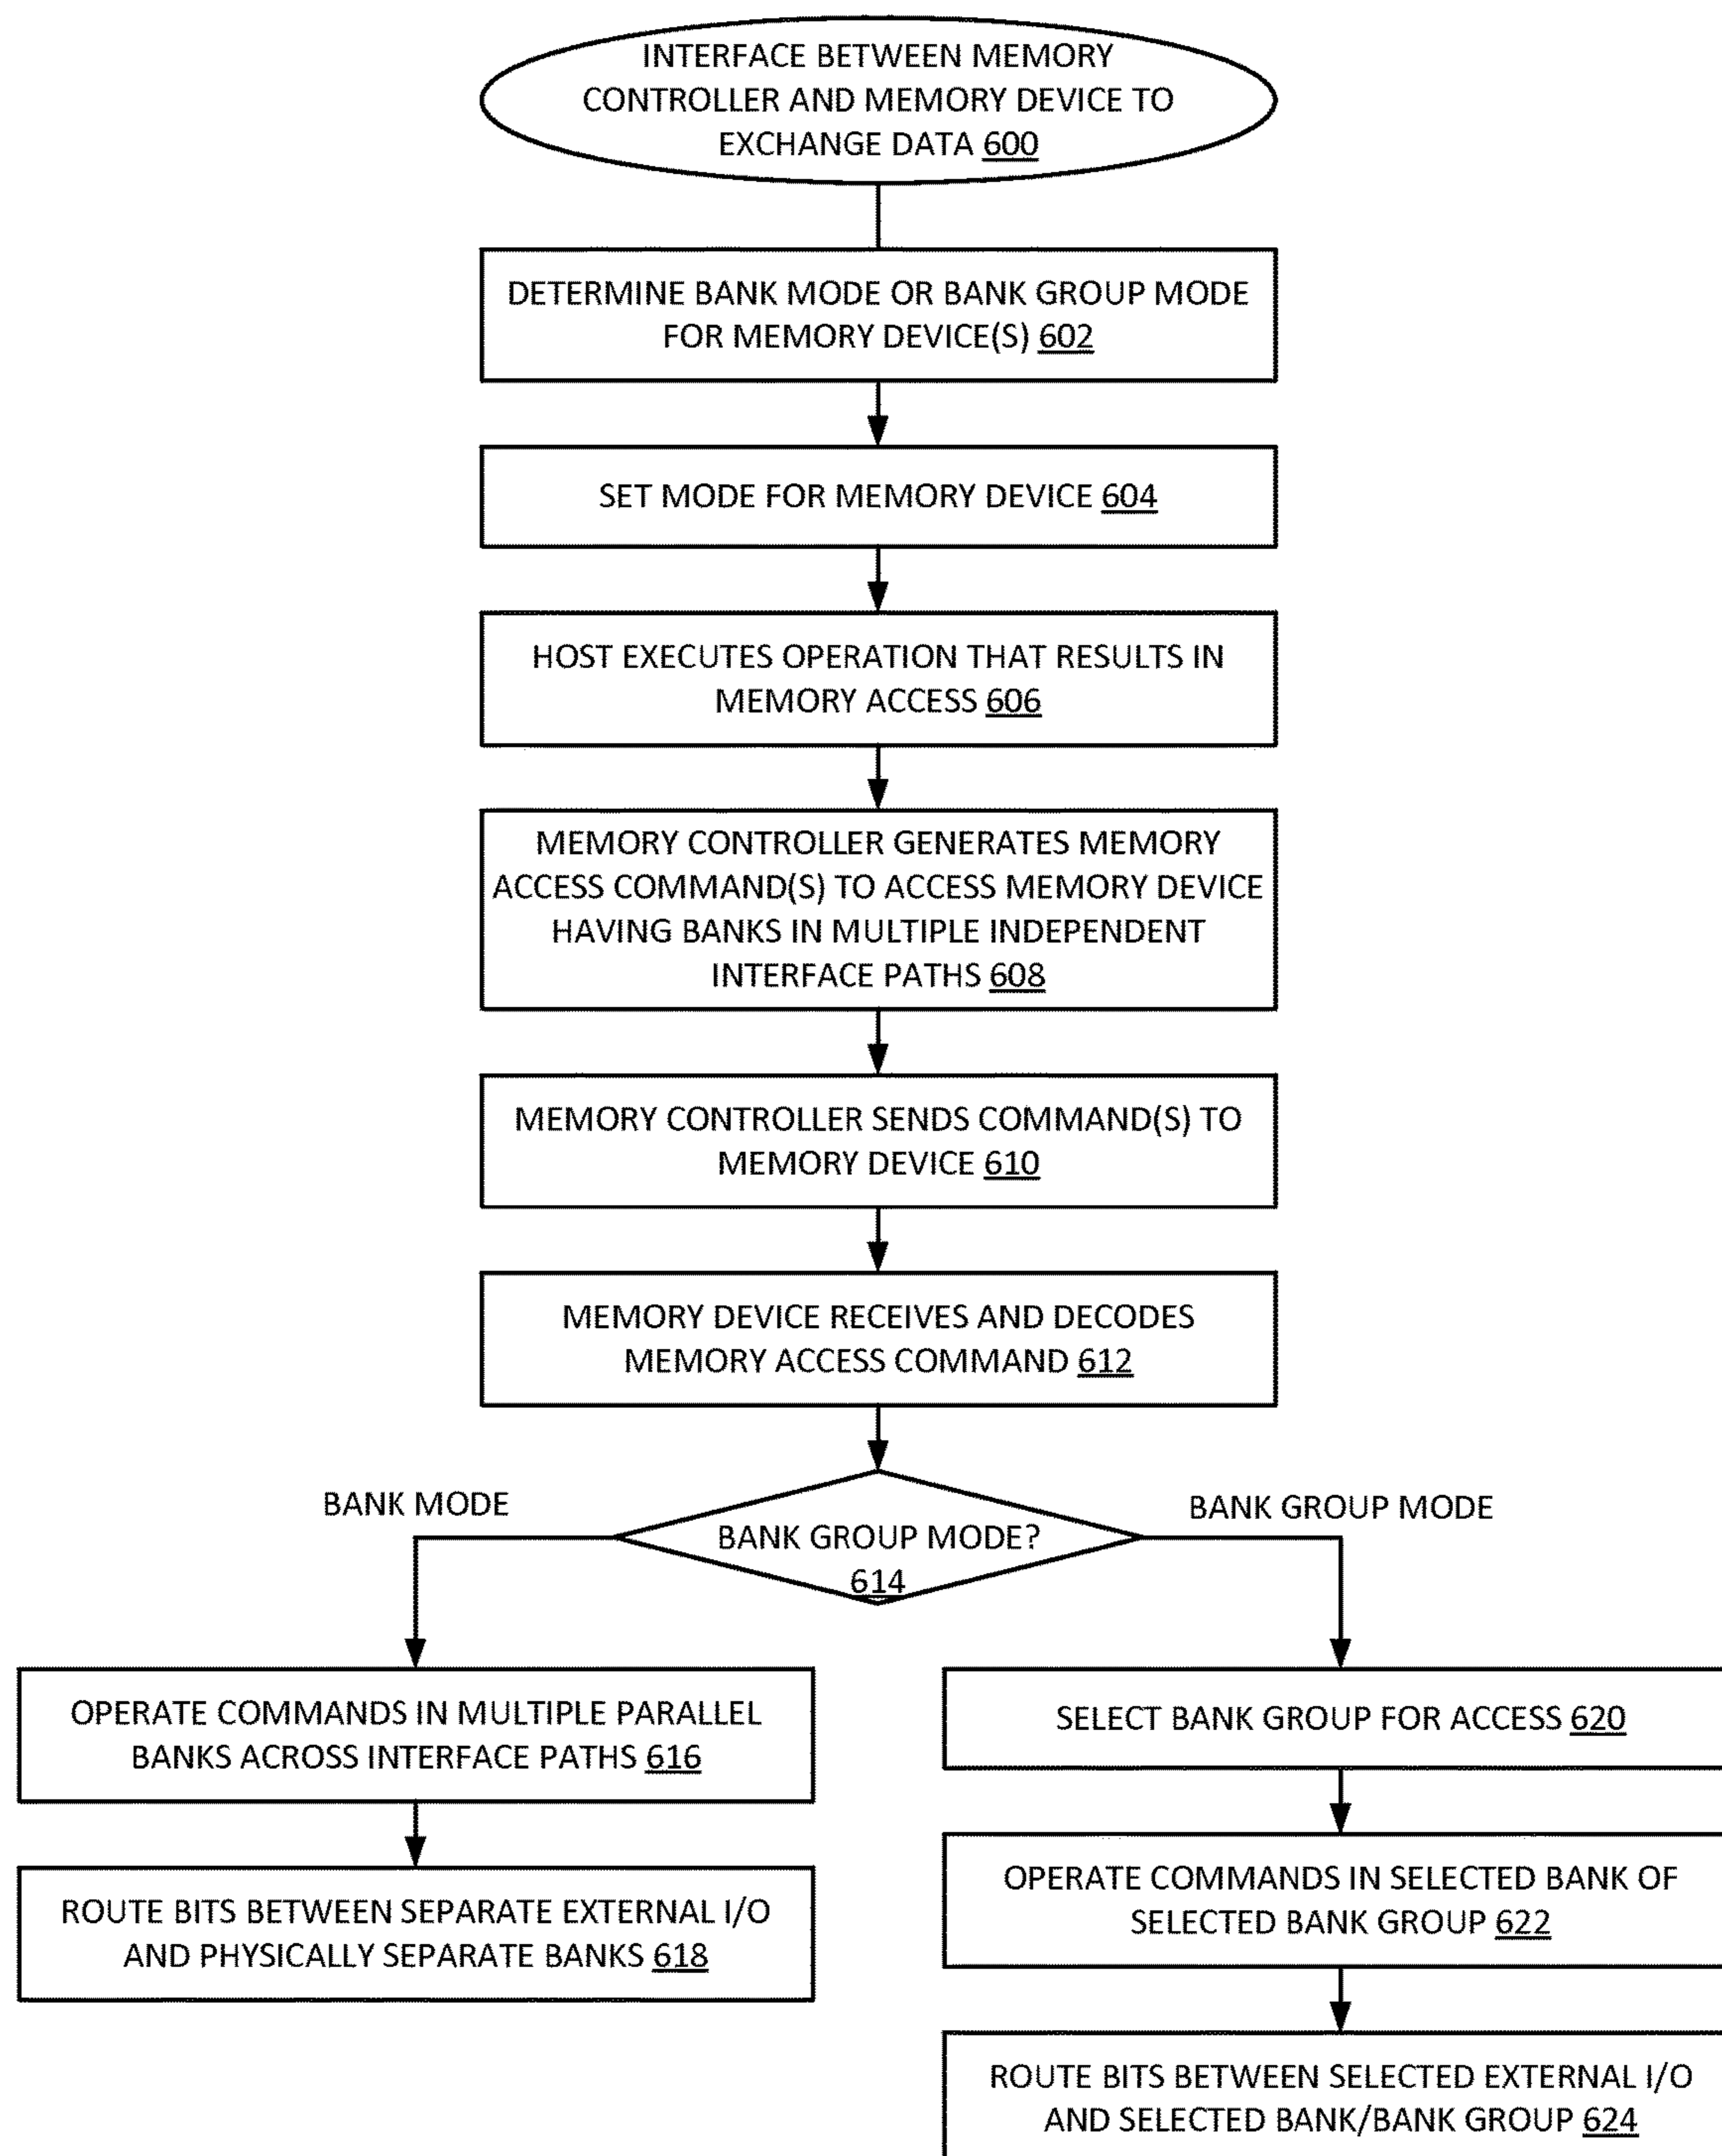 INTERFACE BETWEEN MEMORY
CONTROLLER AND MEMORY DEVICE TO
EXCHANGE DATA 600
DETERMINE BANK MODE OR BANK GROUP MODE
FOR MEMORY DEVICE(S) 602
SET MODE FOR MEMORY DEVICE 604
HOST EXECUTES OPERATION THAT RESULTS IN
MEMORY ACCESS 606
MEMORY CONTROLLER GENERATES MEMORY
ACCESS COMMAND(S) TO ACCESS MEMORY DEVICE
HAVING BANKS IN MULTIPLE INDEPENDENT
INTERFACE PATHS 608
MEMORY CONTROLLER SENDS COMMAND(S) TO
MEMORY DEVICE 610
MEMORY DEVICE RECEIVES AND DECODES
MEMORY ACCESS COMMAND 612
BANK GROUP MODE?
614
BANK MODE
OPERATE COMMANDS IN MULTIPLE PARALLEL
BANKS ACROSS INTERFACE PATHS 616
ROUTE BITS BETWEEN SEPARATE EXTERNAL I/O
AND PHYSICALLY SEPARATE BANKS 618
BANK GROUP MODE
SELECT BANK GROUP FOR ACCESS 620
OPERATE COMMANDS IN SELECTED BANK OF
SELECTED BANK GROUP 622
ROUTE BITS BETWEEN SELECTED EXTERNAL I/O
AND SELECTED BANK/BANK GROUP 624